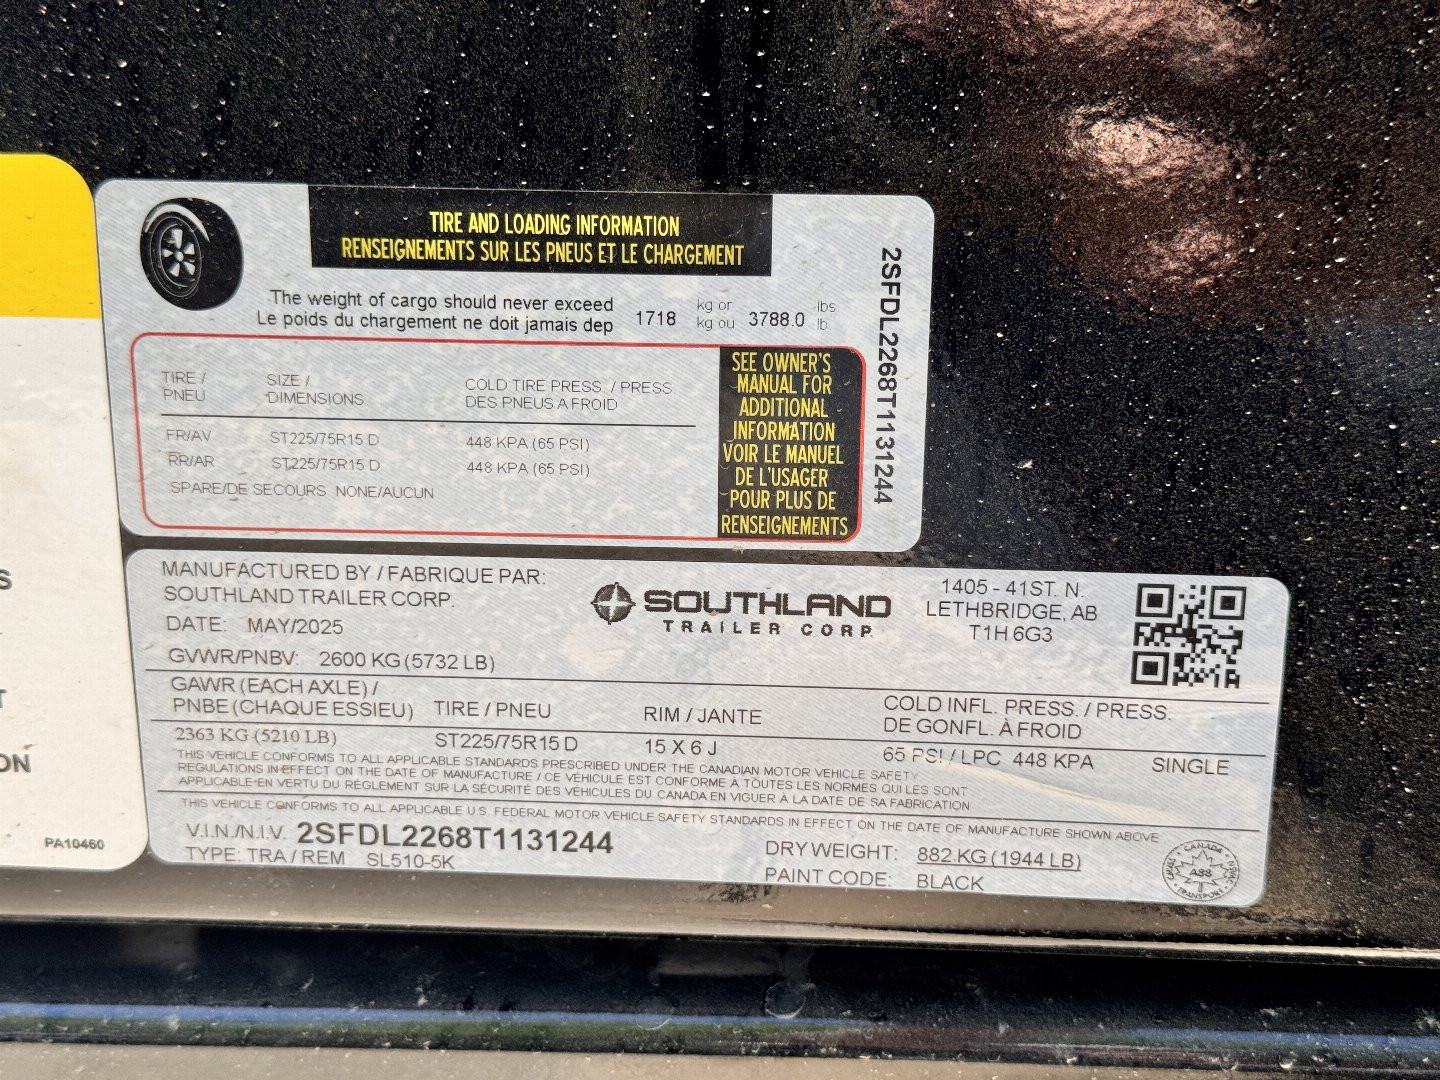 TIRE AND LOADING INFORMATION
RENSEIGNEMENTS SUR LES PNEUS ET LE CHARGEMENT
The weight of cargo should never exceed
Le poids du chargement ne doit jamais dep
1718
kg or
kg ou
3788.0
lbs
lb
TIRE /
PNEU
SIZE /
DIMENSIONS
COLD TIRE PRESS. / PRESS
DES PNEUS A FROID
FR/AV ST225/75R15 D 448 KPA (65 PSI)
RR/AR ST225/75R15 D 448 KPA (65 PSI)
SPARE/DE SECOURS NONE/AUCUN
SEE OWNER'S
MANUAL FOR
ADDITIONAL
INFORMATION
VOIR LE MANUEL
DE L'USAGER
POUR PLUS DE
RENSEIGNEMENTS
2SFDL2268T1131244
MANUFACTURED BY / FABRIQUE PAR:
SOUTHLAND TRAILER CORP.
DATE: MAY/2025
GVWR/PNBV: 2600 KG (5732 LB)
SOUTHLAND
TRAILER CORP
1405 - 41ST. N.
LETHBRIDGE, AB
T1H 6G3
GAWR (EACH AXLE) /
PNBE (CHAQUE ESSIEU)
TIRE / PNEU
RIM / JANTE
COLD INFL. PRESS. / PRESS.
DE GONFL. À FROID
2363 KG (5210 LB) ST225/75R15 D 15 X 6 J 65 PSI / LPC 448 KPA SINGLE
THIS VEHICLE CONFORMS TO ALL APPLICABLE STANDARDS PRESCRIBED UNDER THE CANADIAN MOTOR VEHICLE SAFETY
REGULATIONS IN EFFECT ON THE DATE OF MANUFACTURE / CE VÉHICULE EST CONFORME À TOUTES LES NORMES QUI LES SONT
APPLICABLE EN VERTU DU RÈGLEMENT SUR LA SÉCURITÉ DES VÉHICULES DU CANADA EN VIGUER À LA DATE DE SA FABRICATION
THIS VEHICLE CONFORMS TO ALL APPLICABLE U.S. FEDERAL MOTOR VEHICLE SAFETY STANDARDS IN EFFECT ON THE DATE OF MANUFACTURE SHOWN ABOVE
V.I.N./N.I.V. 2SFDL2268T1131244
TYPE: TRA / REM SL510-5K
DRY WEIGHT: 882 KG (1944 LB)
PAINT CODE: BLACK
CANADA
ASS
TRANSPORT
S
T
ON
PA10460